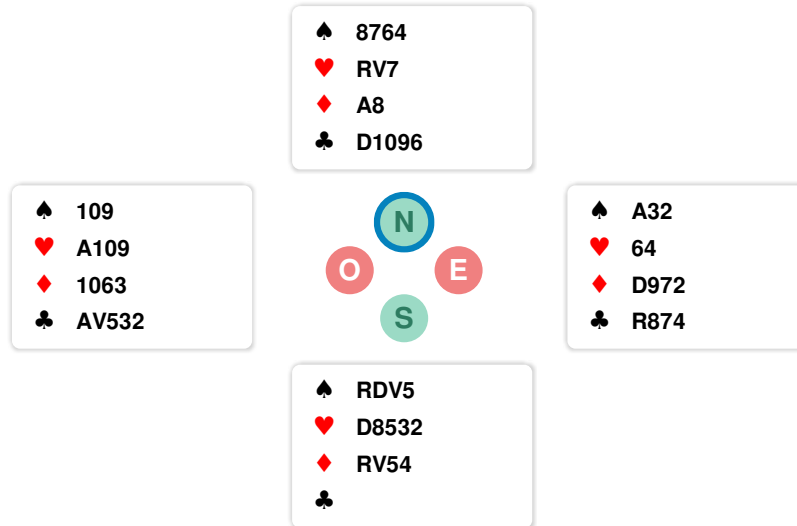 ♠ 8764
♥ RV7
♦ A8
♣ D1096
♠ 109
♥ A109
♦ 1063
♣ AV532
N
O E
S
♠ A32
♥ 64
♦ D972
♣ R874
♠ RDV5
♥ D8532
♦ RV54
♣